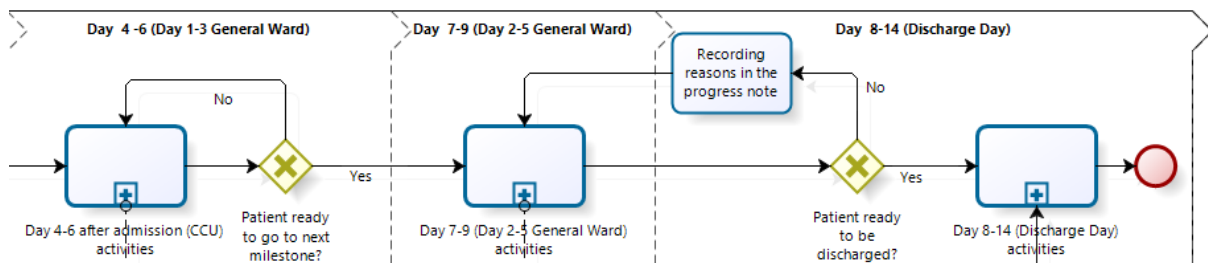 Day 4 -6 (Day 1-3 General Ward)
Day 7-9 (Day 2-5 General Ward)
Day 8-14 (Discharge Day)
Recording
reasons in the
progress note
No
No
Yes
Yes
Day 4-6 after admission (CCU)
activities
Patient ready
to go to next
milestone?
Day 7-9 (Day 2-5 General Ward)
activities
Patient ready
to be
discharged?
Day 8-14 (Discharge Day)
activities